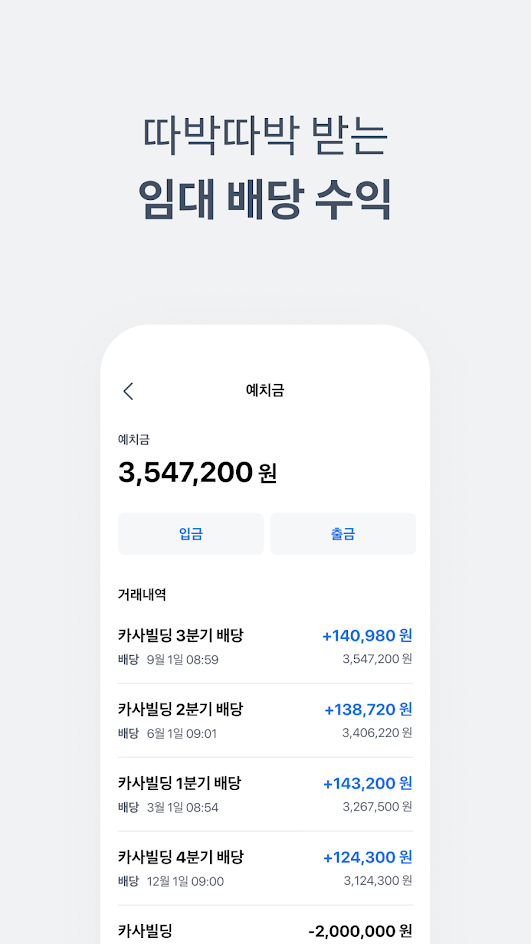 따박따박 받는
임대 배당 수익
예치금
예치금
3,547,200 원
입금 출금
거래내역
카사빌딩 3분기 배당 +140,980 원
배당 9월 1일 08:59 3,547,200 원
카사빌딩 2분기 배당 +138,720 원
배당 6월 1일 09:01 3,406,220 원
카사빌딩 1분기 배당 +143,200 원
배당 3월 1일 08:54 3,267,500 원
카사빌딩 4분기 배당 +124,300 원
배당 12월 1일 09:00 3,124,300 원
카사빌딩 -2,000,000 원